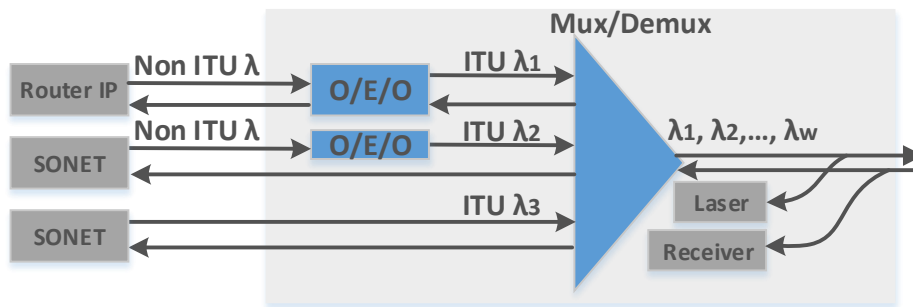 Mux/Demux
Non ITU λ
ITU λ1
Router IP
O/E/O
Non ITU λ
ITU λ2
λ1, λ2,..., λw
SONET
O/E/O
ITU λ3
Laser
SONET
Receiver